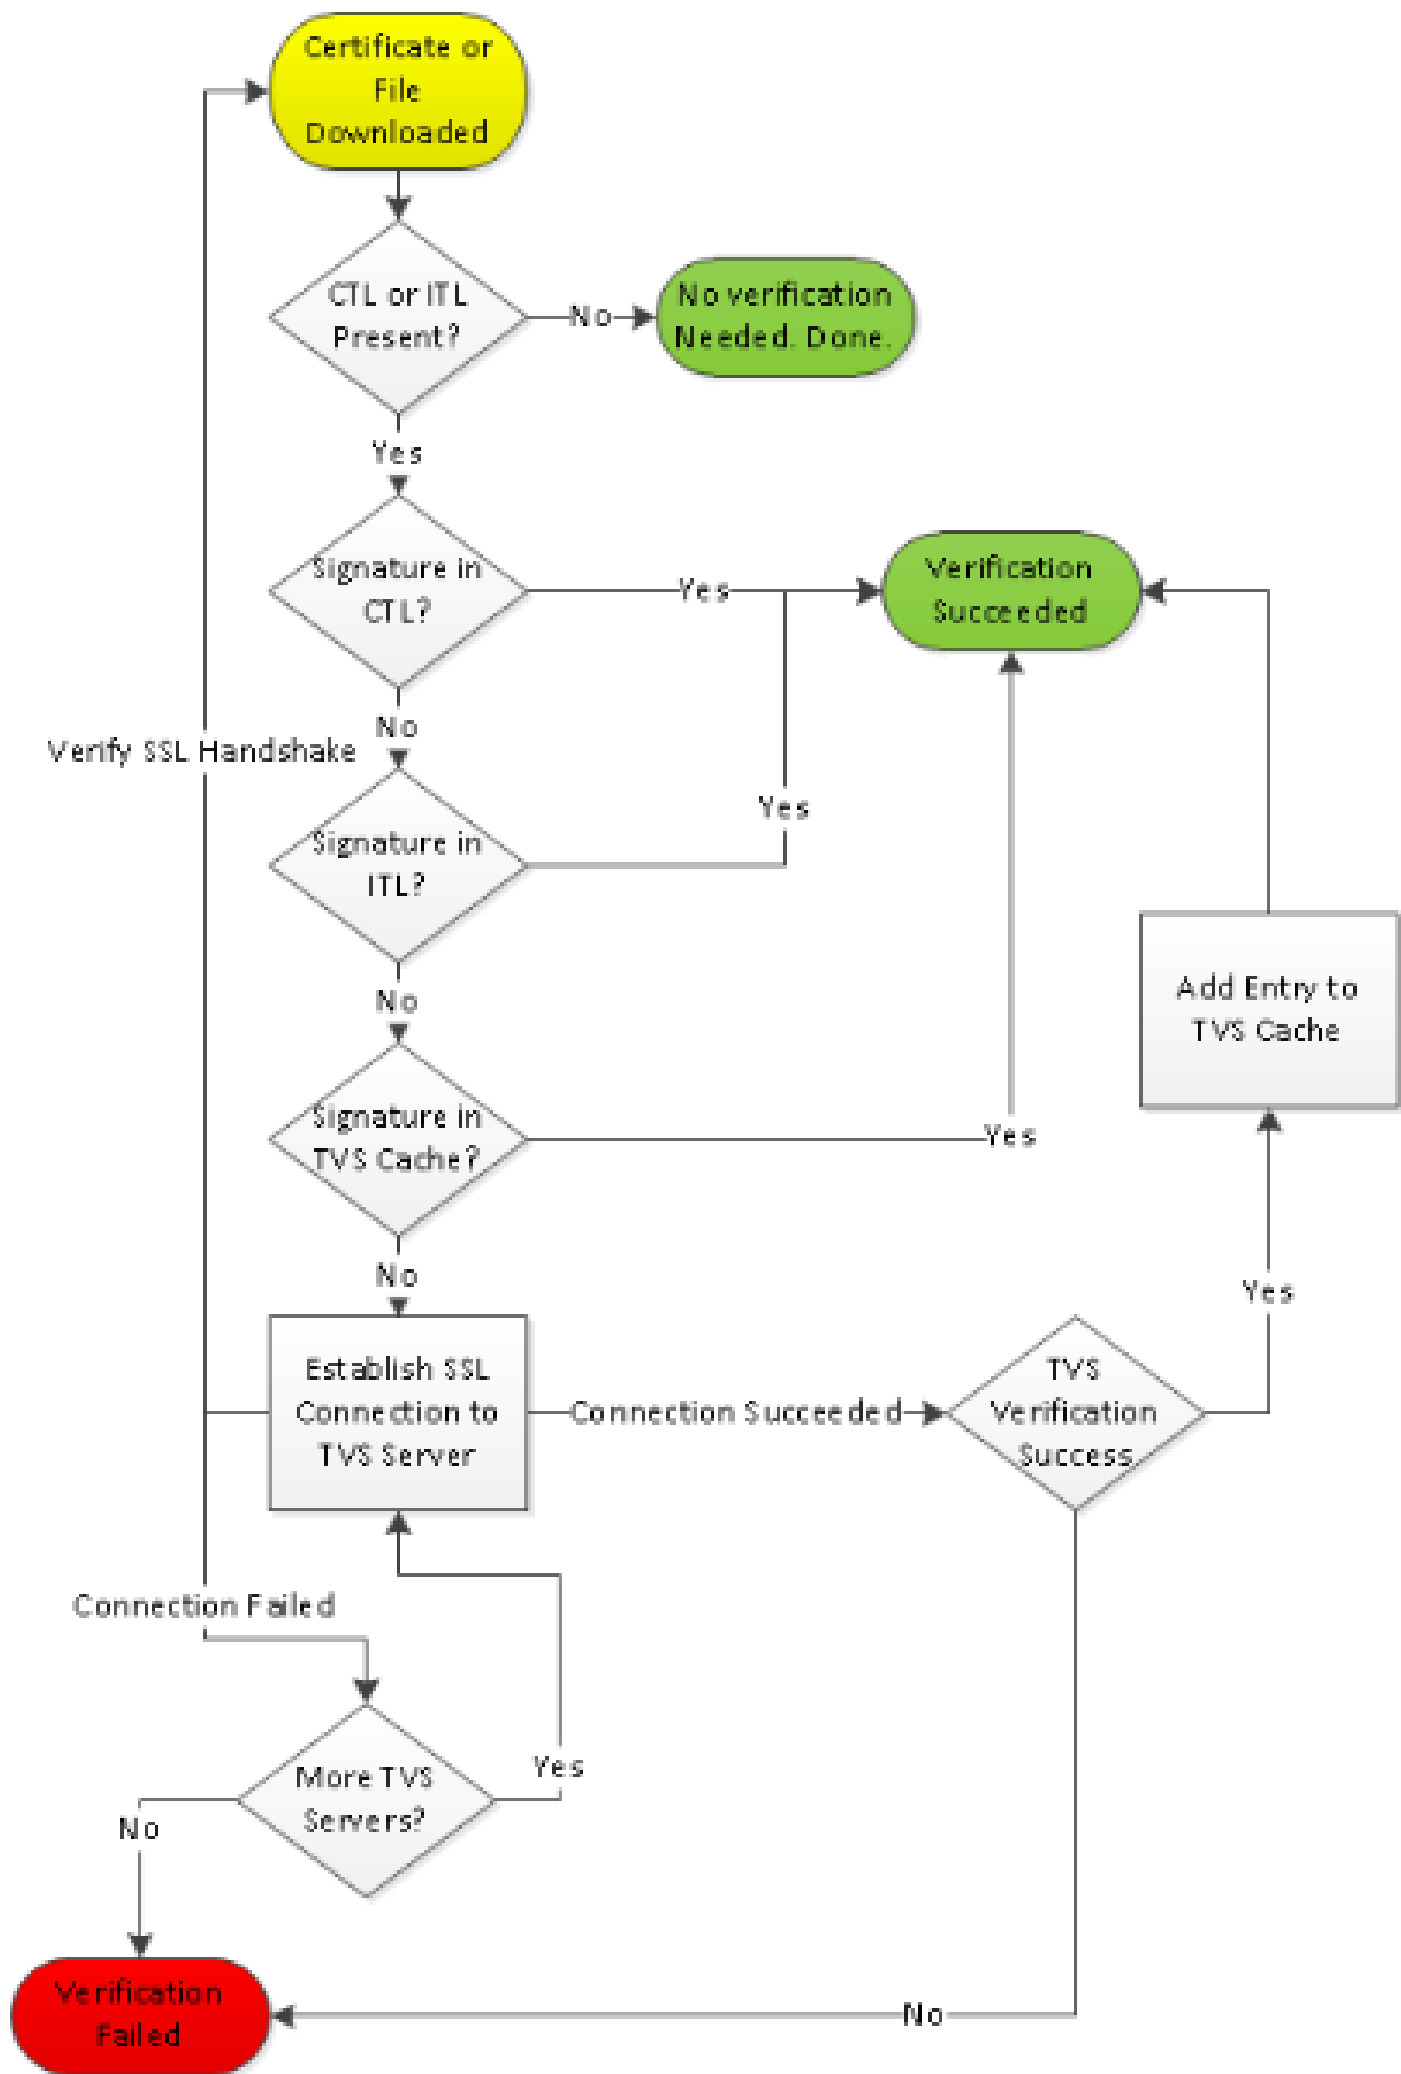 Certificate or
File
Downloaded
CTL or ITL
Present?
No
No verification
Needed. Done.
Yes
Signature in
CTL?
Yes
Verification
Succeeded
No
Verify SSL Handshake
Signature in
ITL?
Yes
No
Add Entry to
TVS Cache
Signature in
TVS Cache?
Yes
No
Establish SSL
Connection to
TVS Server
Connection Succeeded
TVS
Verification
Success
Yes
Connection Failed
More TVS
Servers?
Yes
No
Verification
Failed
No